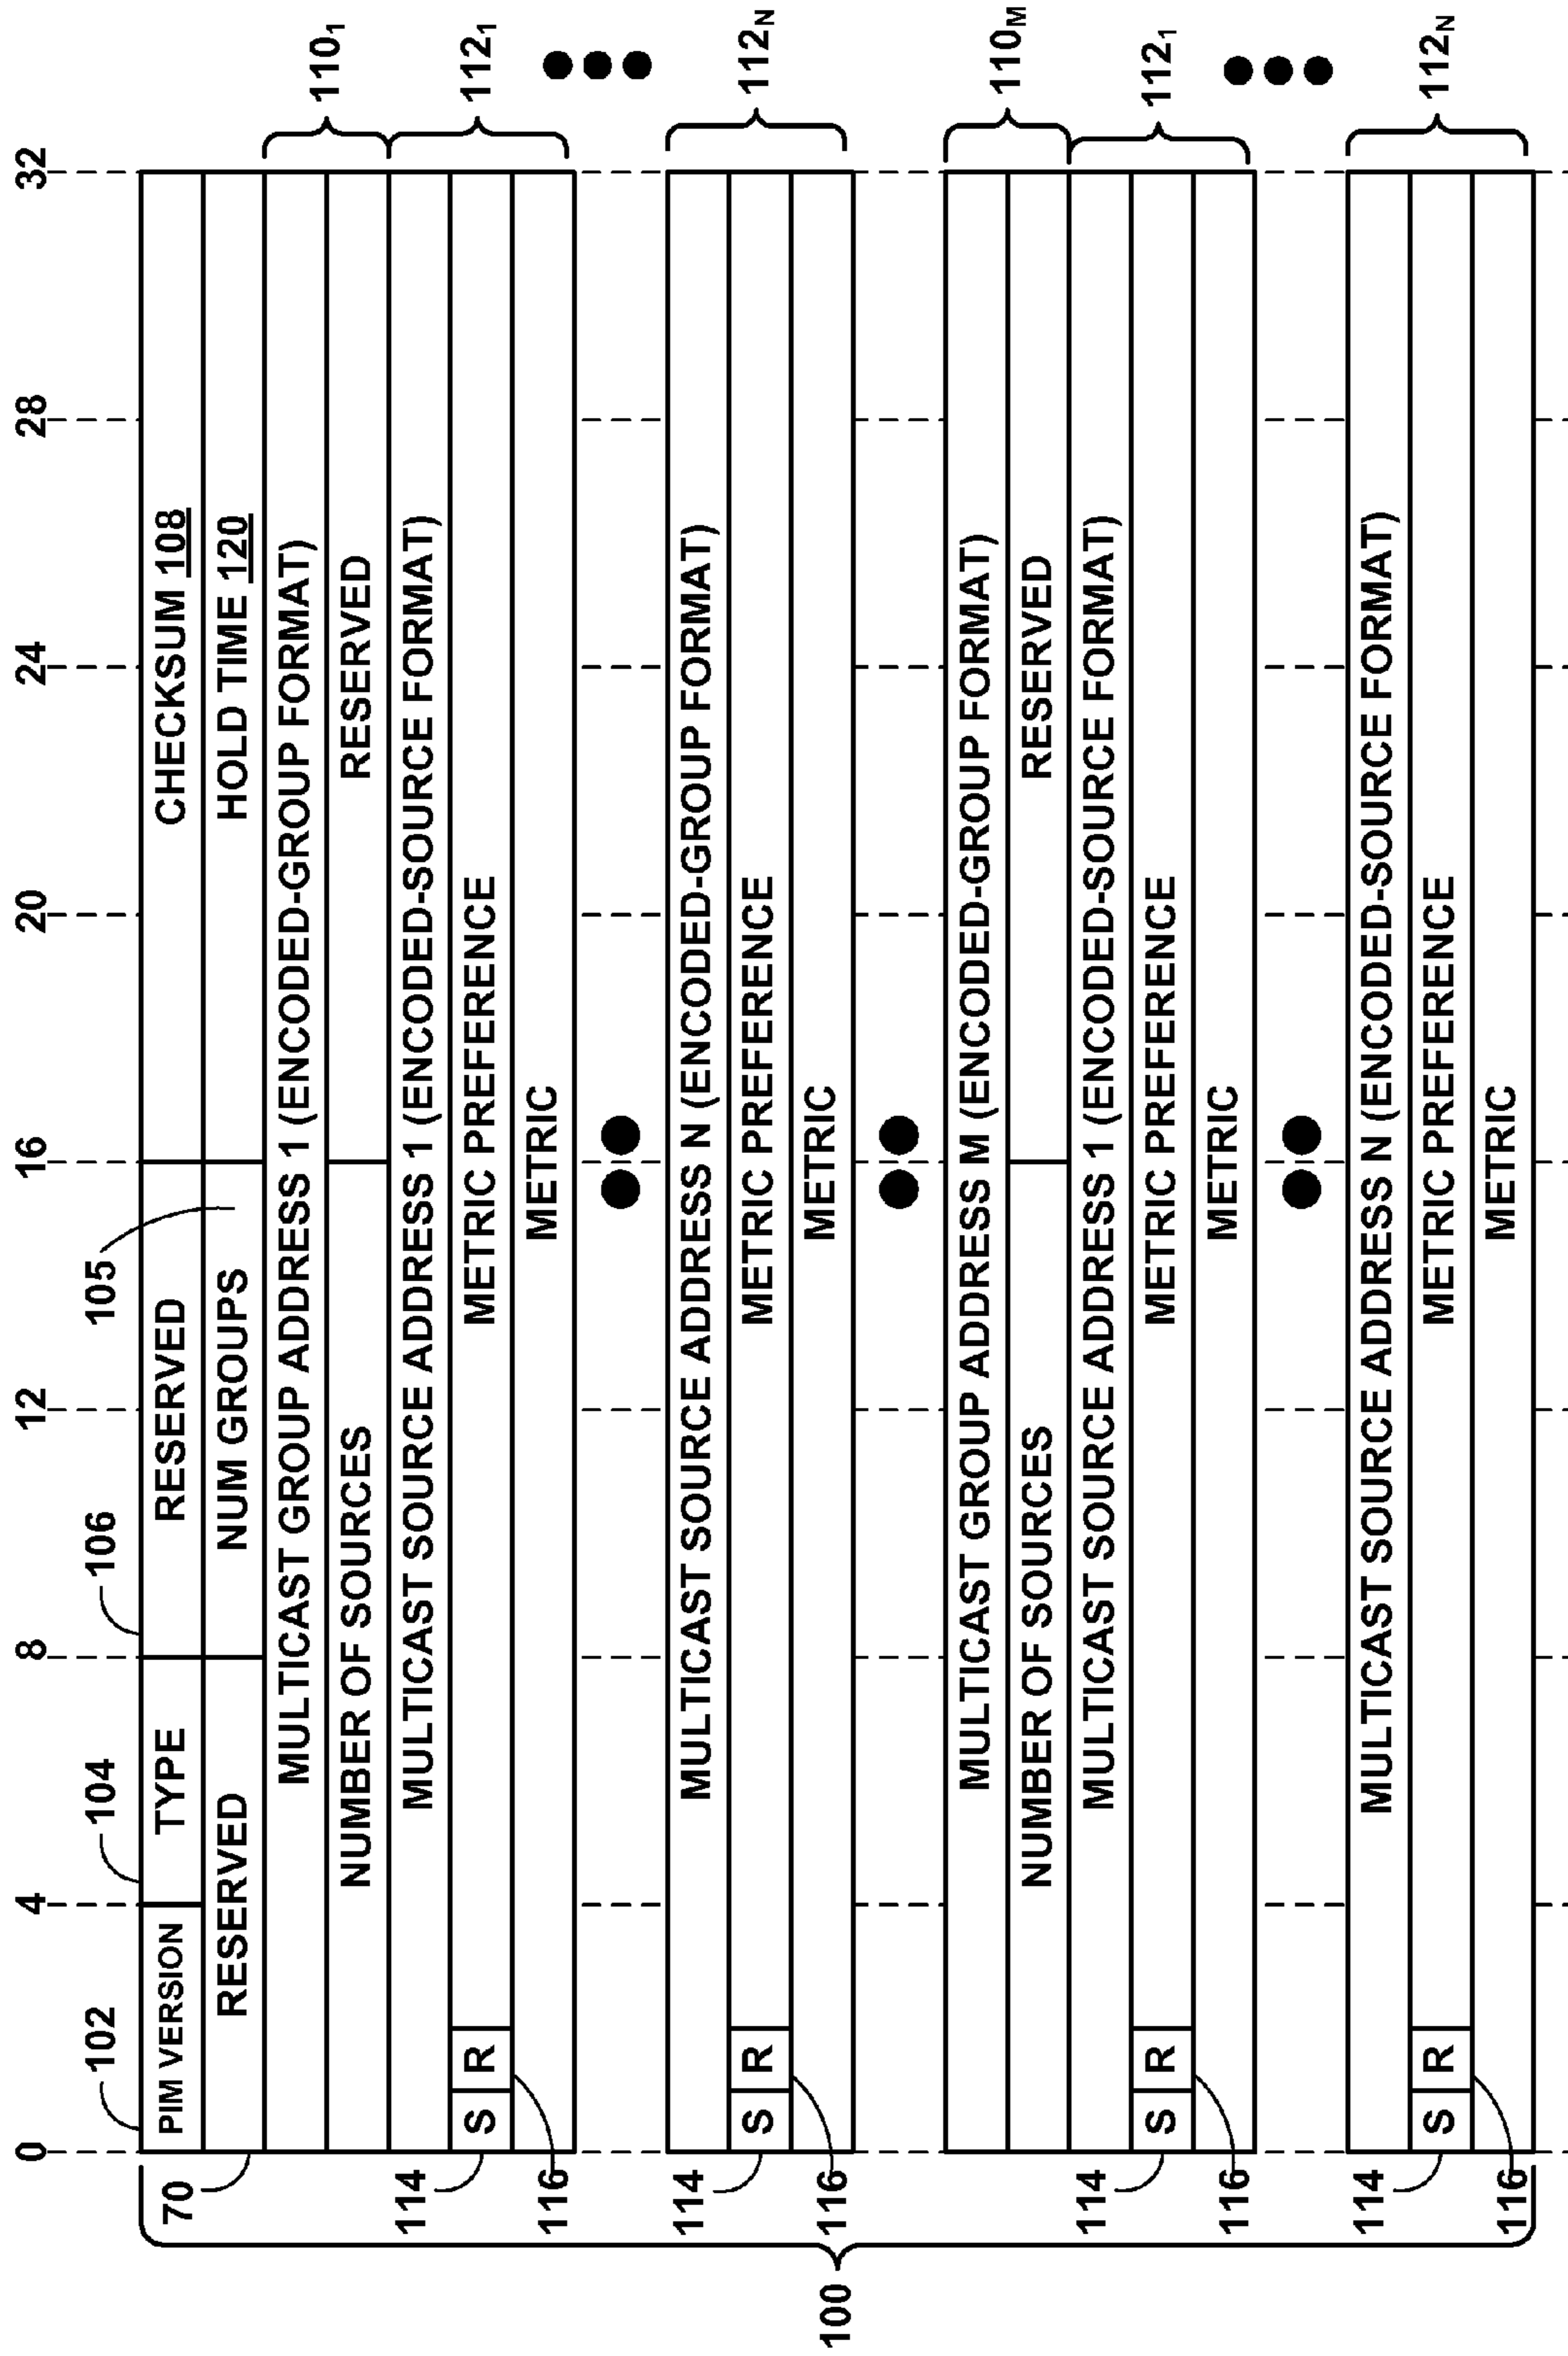 0 4 8 12 16 20 24 28 32
102 104 106 105
70 PIM VERSION TYPE RESERVED CHECKSUM 108
RESERVED NUM GROUPS HOLD TIME 120
MULTICAST GROUP ADDRESS 1 (ENCODED-GROUP FORMAT) 110₁
NUMBER OF SOURCES RESERVED
114 MULTICAST SOURCE ADDRESS 1 (ENCODED-SOURCE FORMAT) 112₁
S R METRIC PREFERENCE
116 METRIC
114 MULTICAST SOURCE ADDRESS N (ENCODED-GROUP FORMAT) 112N
S R METRIC PREFERENCE
116 METRIC
100
MULTICAST GROUP ADDRESS M (ENCODED-GROUP FORMAT) 110M
NUMBER OF SOURCES RESERVED
114 MULTICAST SOURCE ADDRESS 1 (ENCODED-SOURCE FORMAT) 112₁
S R METRIC PREFERENCE
116 METRIC
114 MULTICAST SOURCE ADDRESS N (ENCODED-SOURCE FORMAT) 112N
S R METRIC PREFERENCE
116 METRIC